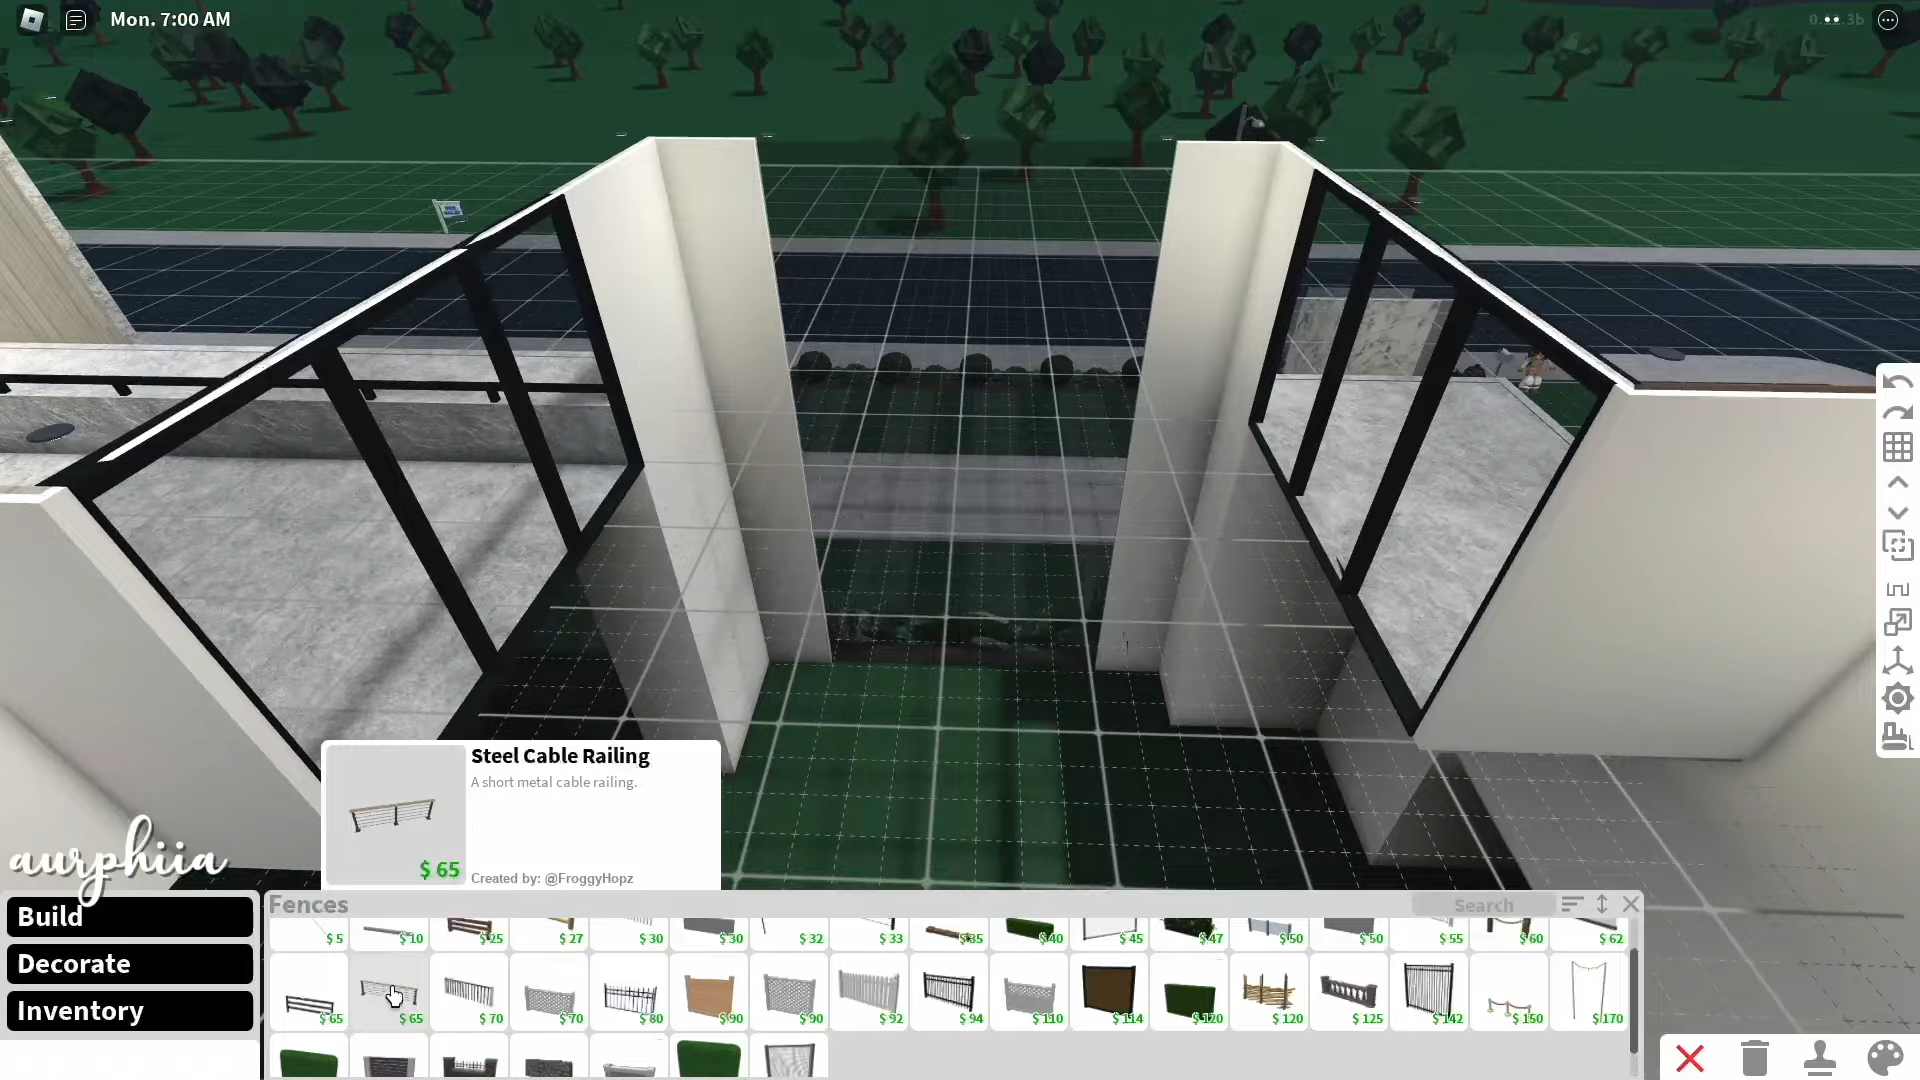 Mon. 7:00 AM
Steel Cable Railing
A short metal cable railing.
$ 65
Created by: @FroggyHopz
aurphiia
Build
Decorate
Inventory
Fences
Search
$ 5 $ 10 $ 25 $ 27 $ 30 $ 30 $ 32 $ 33 $ 35 $ 40 $ 45 $ 47 $ 50 $ 50 $ 55 $ 60 $ 62
$ 65 $ 65 $ 70 $ 70 $ 80 $ 90 $ 90 $ 92 $ 94 $ 110 $ 114 $ 120 $ 120 $ 125 $ 142 $ 150 $ 170